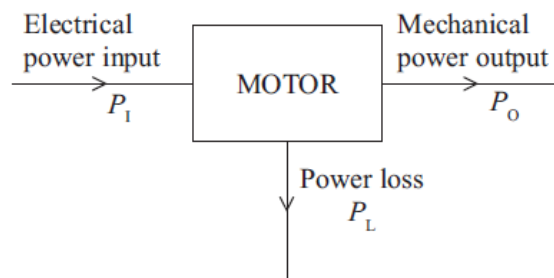 Electrical
power input
P_I
MOTOR
Mechanical
power output
P_O
Power loss
P_L